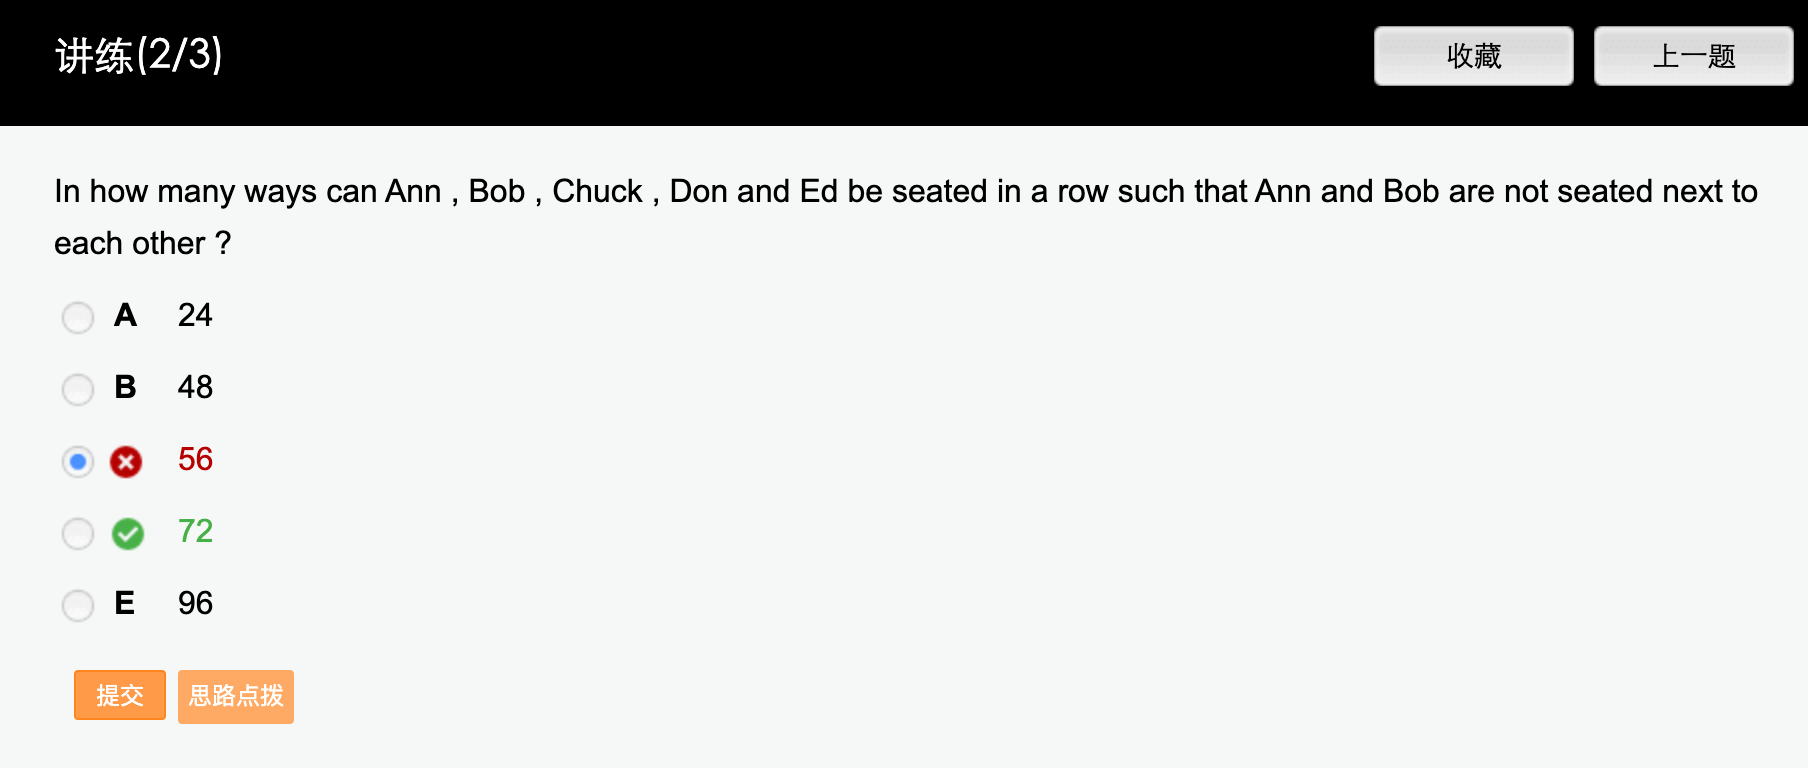 讲练(2/3)
收藏
上一题
In how many ways can Ann , Bob , Chuck , Don and Ed be seated in a row such that Ann and Bob are not seated next to
each other ?
A 24
B 48
56
72
E 96
提交
思路点拨